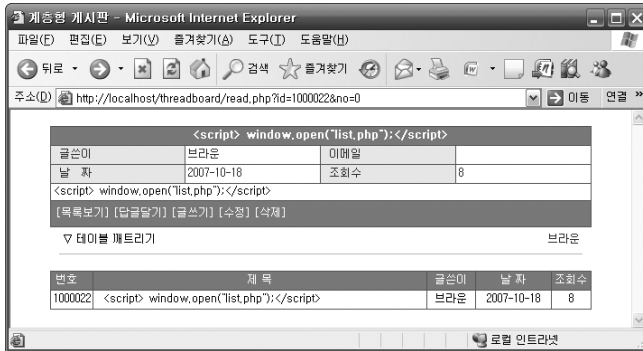 계층형 게시판 - Microsoft Internet Explorer
파일(F) 편집(E) 보기(V) 즐겨찾기(A) 도구(T) 도움말(H)
뒤로 검색 즐겨찾기
주소(D) http://localhost/threadboard/read.php?id=1000022&no=0 이동 연결 »
<script> window.open("list.php");</script>
글쓴이 브라운 이메일
날 짜 2007-10-18 조회수 8
<script> window.open("list.php");</script>
[목록보기] [답글달기] [글쓰기] [수정] [삭제]
▽ 테이블 깨트리기 브라운
번호 제 목 글쓴이 날 짜 조회수
1000022 <script> window.open("list.php");</script> 브라운 2007-10-18 8
로컬 인트라넷